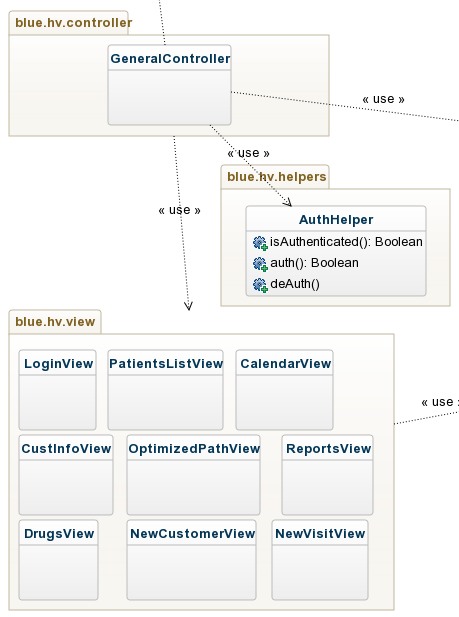 blue.hv.controller
GeneralController
« use »
« use »
blue.hv.helpers
AuthHelper
isAuthenticated(): Boolean
auth(): Boolean
deAuth()
« use »
blue.hv.view
LoginView
PatientsListView
CalendarView
« use :
CustInfoView
OptimizedPathView
ReportsView
DrugsView
NewCustomerView
NewVisitView